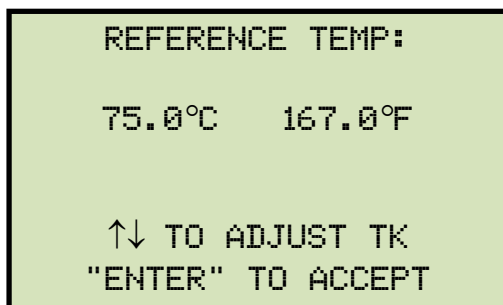 REFERENCE TEMP:
75.0°C 167.0°F
↑↓ TO ADJUST TK
"ENTER" TO ACCEPT